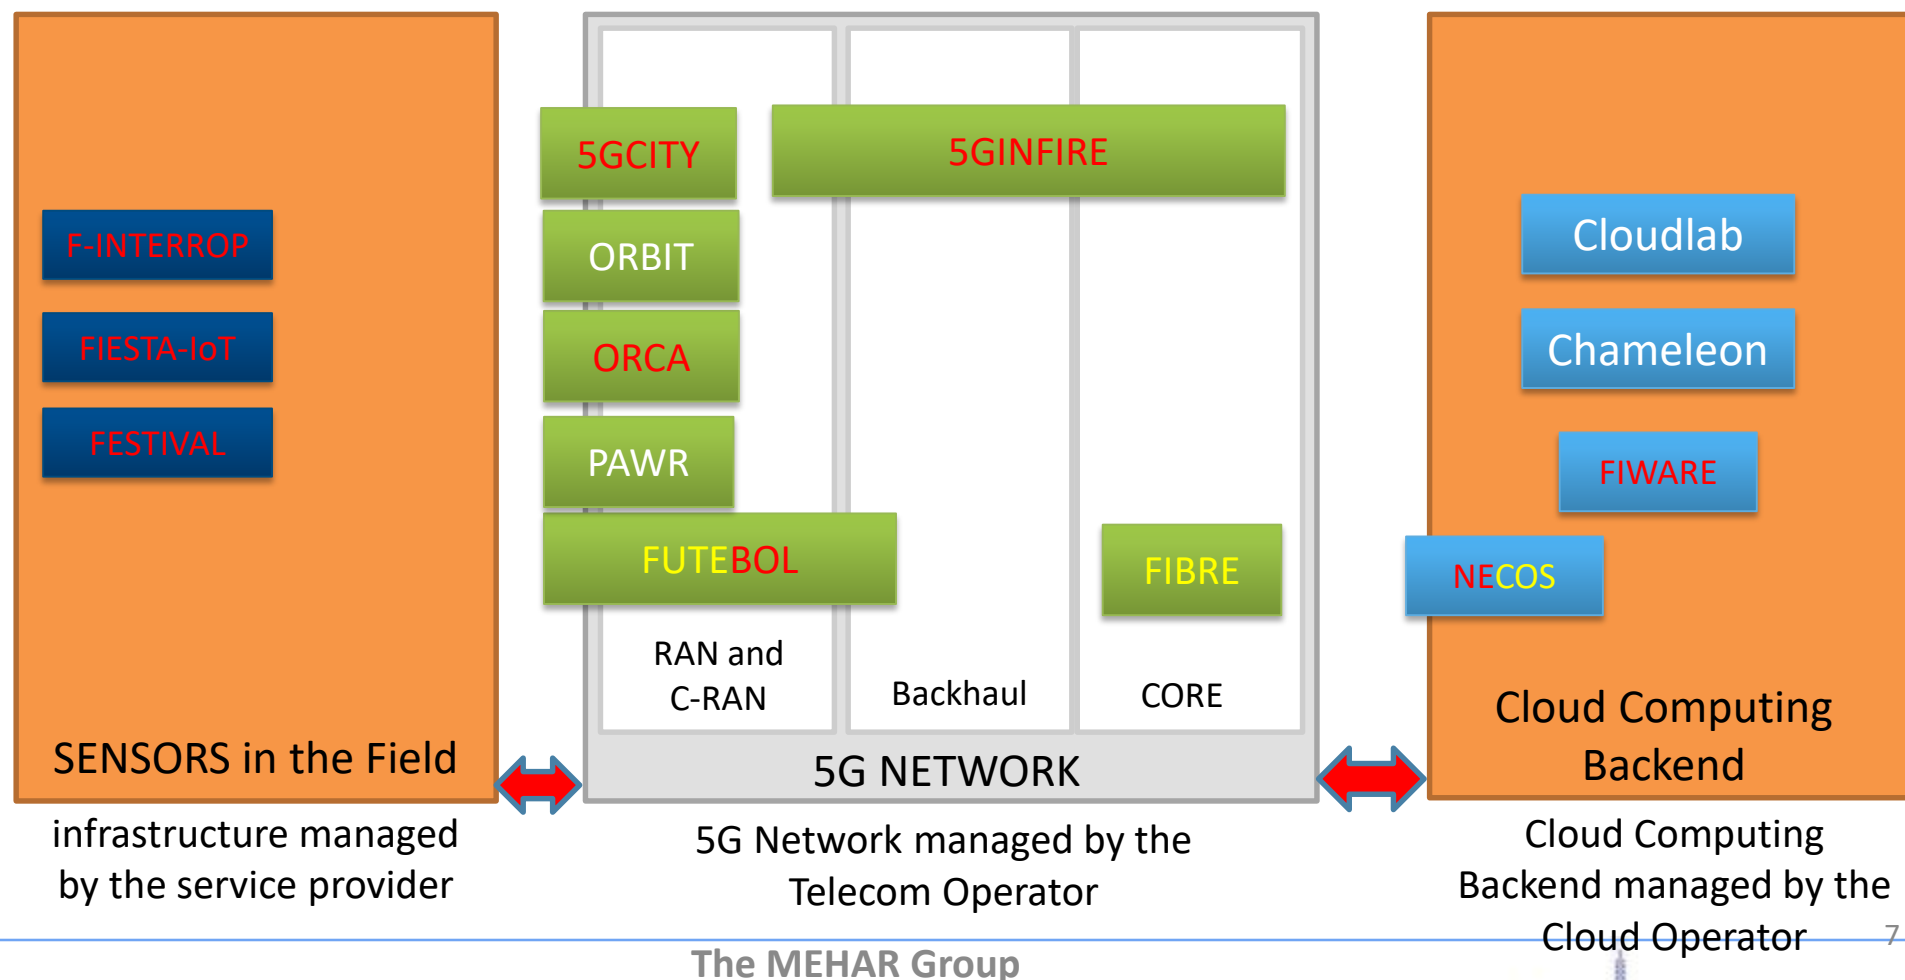 F-INTERROP
FIESTA-IoT
FESTIVAL
SENSORS in the Field
infrastructure managed
by the service provider
5GCITY
5GINFIRE
ORBIT
ORCA
PAWR
FUTEBOL
FIBRE
RAN and
C-RAN
Backhaul
CORE
5G NETWORK
5G Network managed by the
Telecom Operator
Cloudlab
Chameleon
FIWARE
NECOS
Cloud Computing
Backend
Cloud Computing
Backend managed by the
Cloud Operator
7
The MEHAR Group